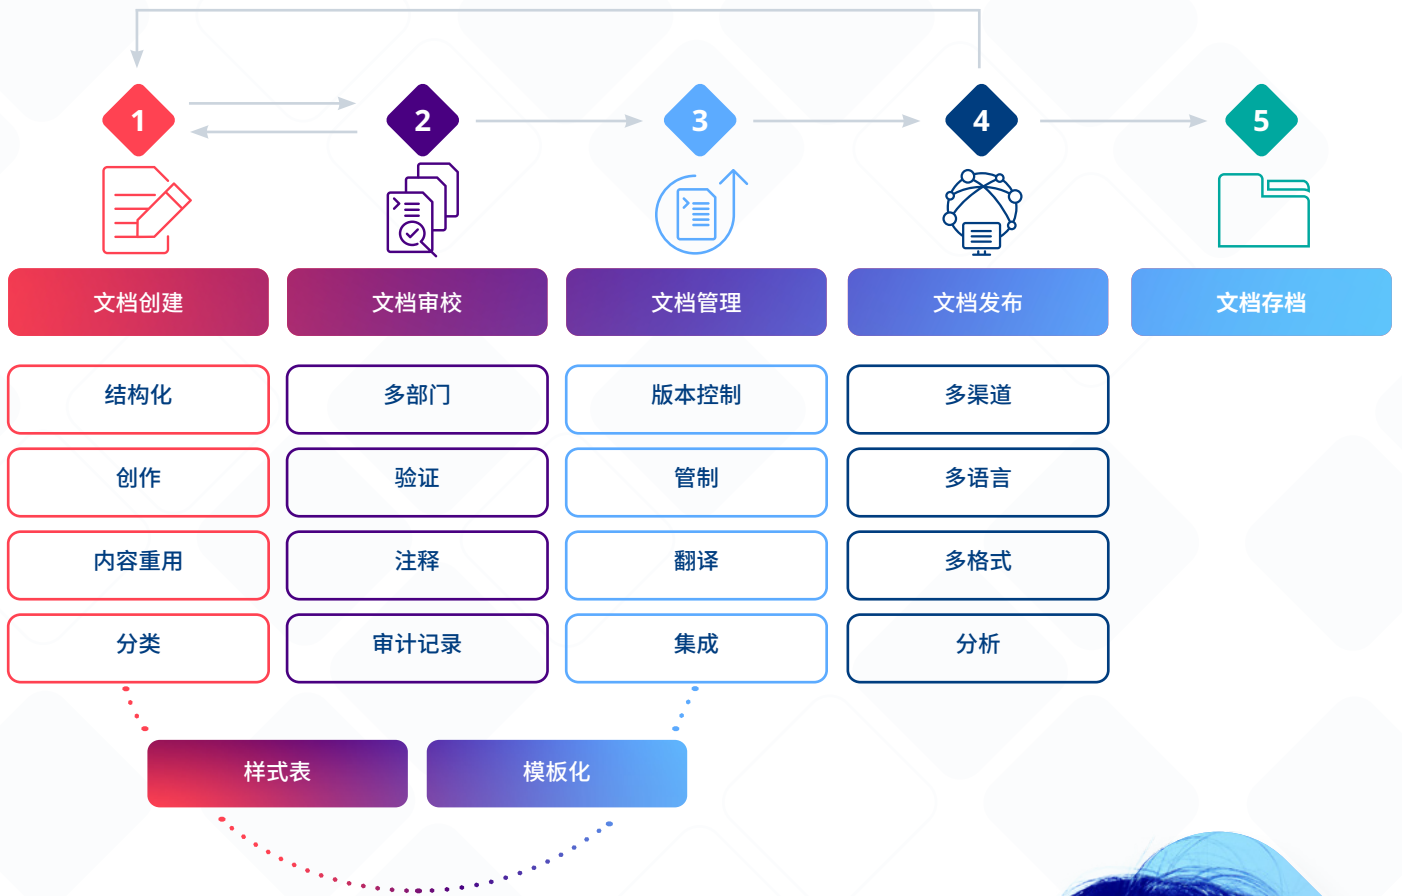 1
2
3
4
5
文档创建
文档审校
文档管理
文档发布
文档存档
结构化
多部门
版本控制
多渠道
创作
验证
管制
多语言
内容重用
注释
翻译
多格式
分类
审计记录
集成
分析
样式表
模板化